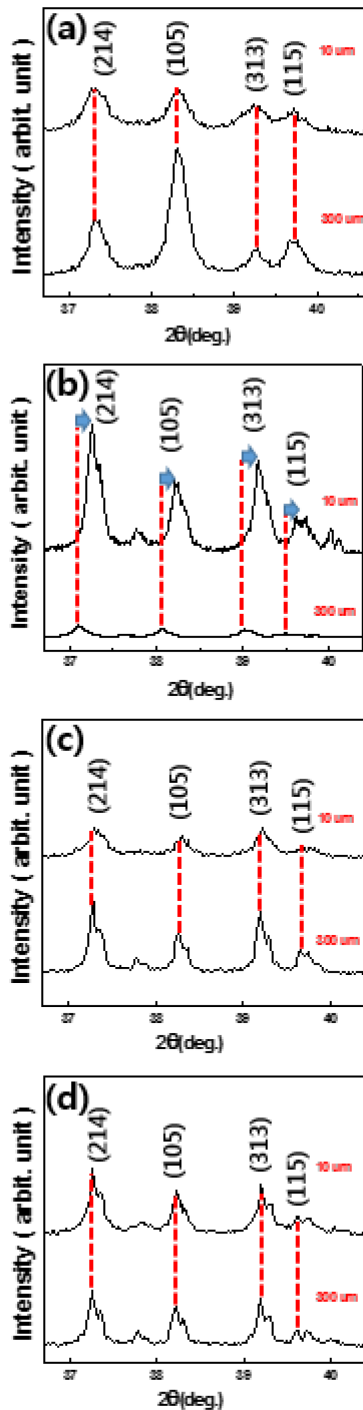 (a)
(214)
(105)
(313)
(115)
10 um
300 um
Intensity ( arbit. unit )
37 38 39 40
2θ(deg.)
(b)
(214)
(105)
(313)
(115)
10 um
300 um
Intensity ( arbit. unit )
37 38 39 40
2θ(deg.)
(c)
(214)
(105)
(313)
(115)
10 um
300 um
Intensity ( arbit. unit )
37 38 39 40
2θ(deg.)
(d)
(214)
(105)
(313)
(115)
10 um
300 um
Intensity ( arbit. unit )
37 38 39 40
2θ(deg.)